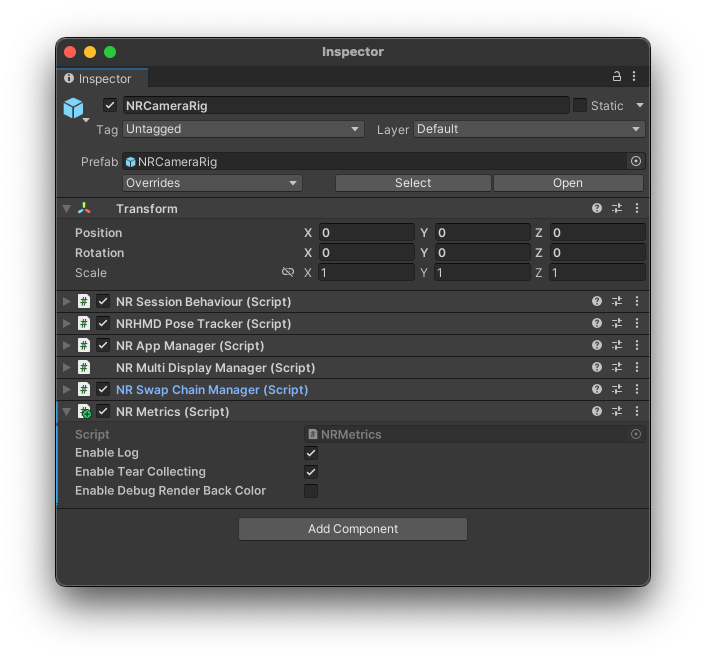 Inspector
Inspector
NRCameraRig
Static
Tag Untagged Layer Default
Prefab NRCameraRig
Overrides Select Open
Transform
Position X 0 Y 0 Z 0
Rotation X 0 Y 0 Z 0
Scale X 1 Y 1 Z 1
# NR Session Behaviour (Script)
# NRHMD Pose Tracker (Script)
# NR App Manager (Script)
# NR Multi Display Manager (Script)
# NR Swap Chain Manager (Script)
# NR Metrics (Script)
Script # NRMetrics
Enable Log
Enable Tear Collecting
Enable Debug Render Back Color
Add Component